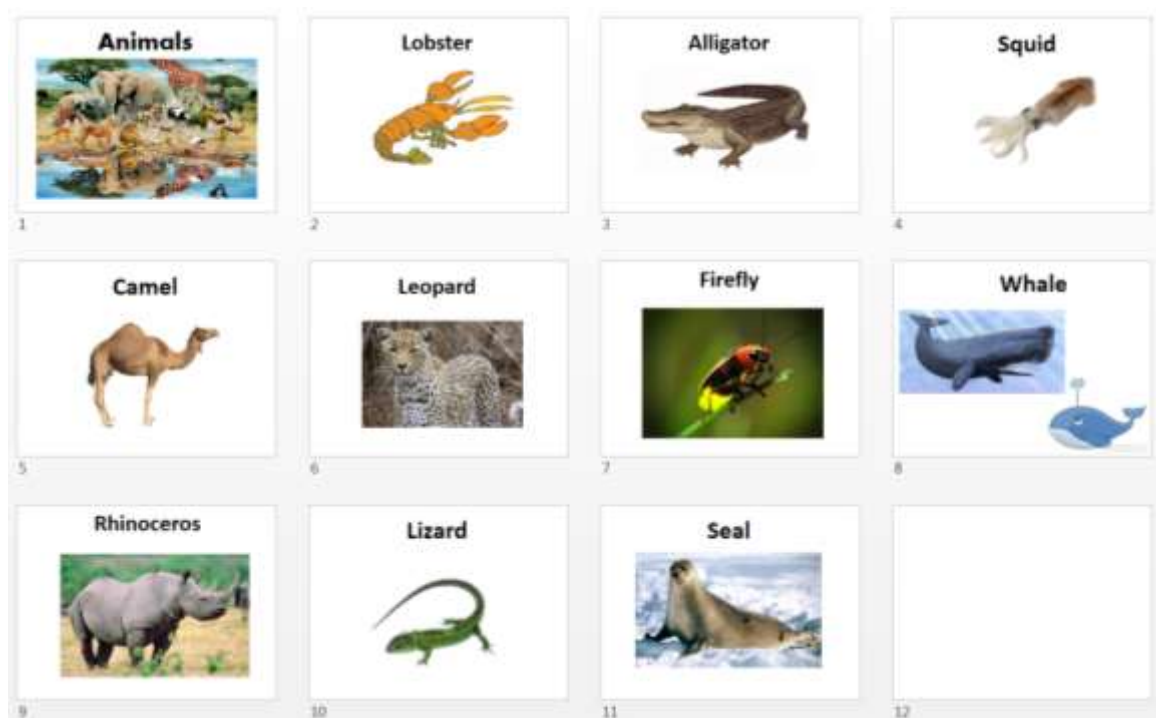 Animals
Lobster
Alligator
Squid
1
2
3
4
Camel
Leopard
Firefly
Whale
5
6
7
8
Rhinoceros
Lizard
Seal
9
10
11
12